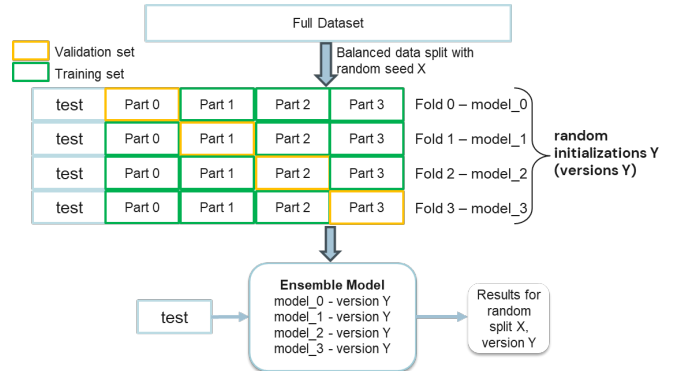 Full Dataset
Validation set
Training set
Balanced data split with
random seed X
test Part 0 Part 1 Part 2 Part 3 Fold 0 – model_0
test Part 0 Part 1 Part 2 Part 3 Fold 1 – model_1
test Part 0 Part 1 Part 2 Part 3 Fold 2 – model_2
test Part 0 Part 1 Part 2 Part 3 Fold 3 – model_3
random
initializations Y
(versions Y)
test
Ensemble Model
model_0 - version Y
model_1 - version Y
model_2 - version Y
model_3 - version Y
Results for
random
split X,
version Y